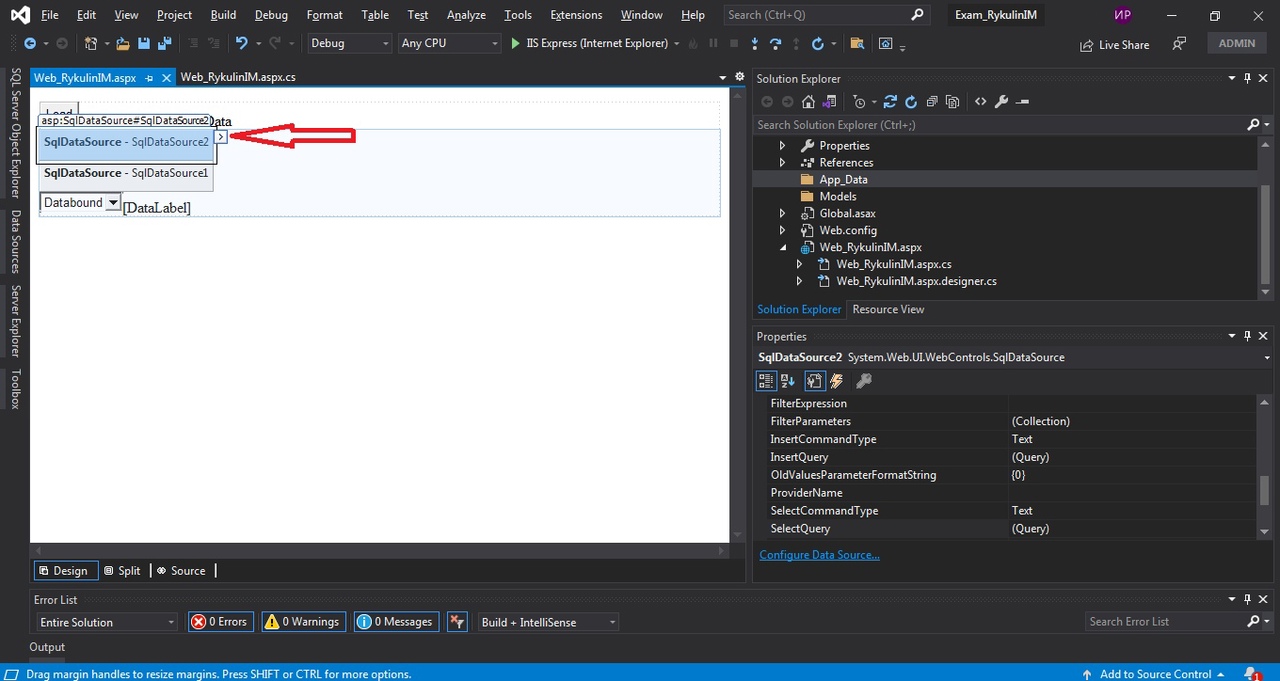 File Edit View Project Build Debug Format Table Test Analyze Tools Extensions Window Help Search (Ctrl+Q) Exam_RykulinIM ИР
Debug Any CPU IIS Express (Internet Explorer) Live Share ADMIN
SQL Server Object Explorer
Data Sources
Server Explorer
Toolbox
Web_RykulinIM.aspx Web_RykulinIM.aspx.cs
asp:SqlDataSource#SqlDataSource2
SqlDataSource - SqlDataSource2
SqlDataSource - SqlDataSource1
Databound [DataLabel]
Design Split Source
Solution Explorer
Search Solution Explorer (Ctrl+;)
Properties
References
App_Data
Models
Global.asax
Web.config
Web_RykulinIM.aspx
Web_RykulinIM.aspx.cs
Web_RykulinIM.aspx.designer.cs
Solution Explorer Resource View
Properties
SqlDataSource2 System.Web.UI.WebControls.SqlDataSource
FilterExpression
FilterParameters (Collection)
InsertCommandType Text
InsertQuery (Query)
OldValuesParameterFormatString {0}
ProviderName
SelectCommandType Text
SelectQuery (Query)
Configure Data Source...
Error List
Entire Solution 0 Errors 0 Warnings 0 Messages Build + IntelliSense Search Error List
Output
Drag margin handles to resize margins. Press SHIFT or CTRL for more options. Add to Source Control 1